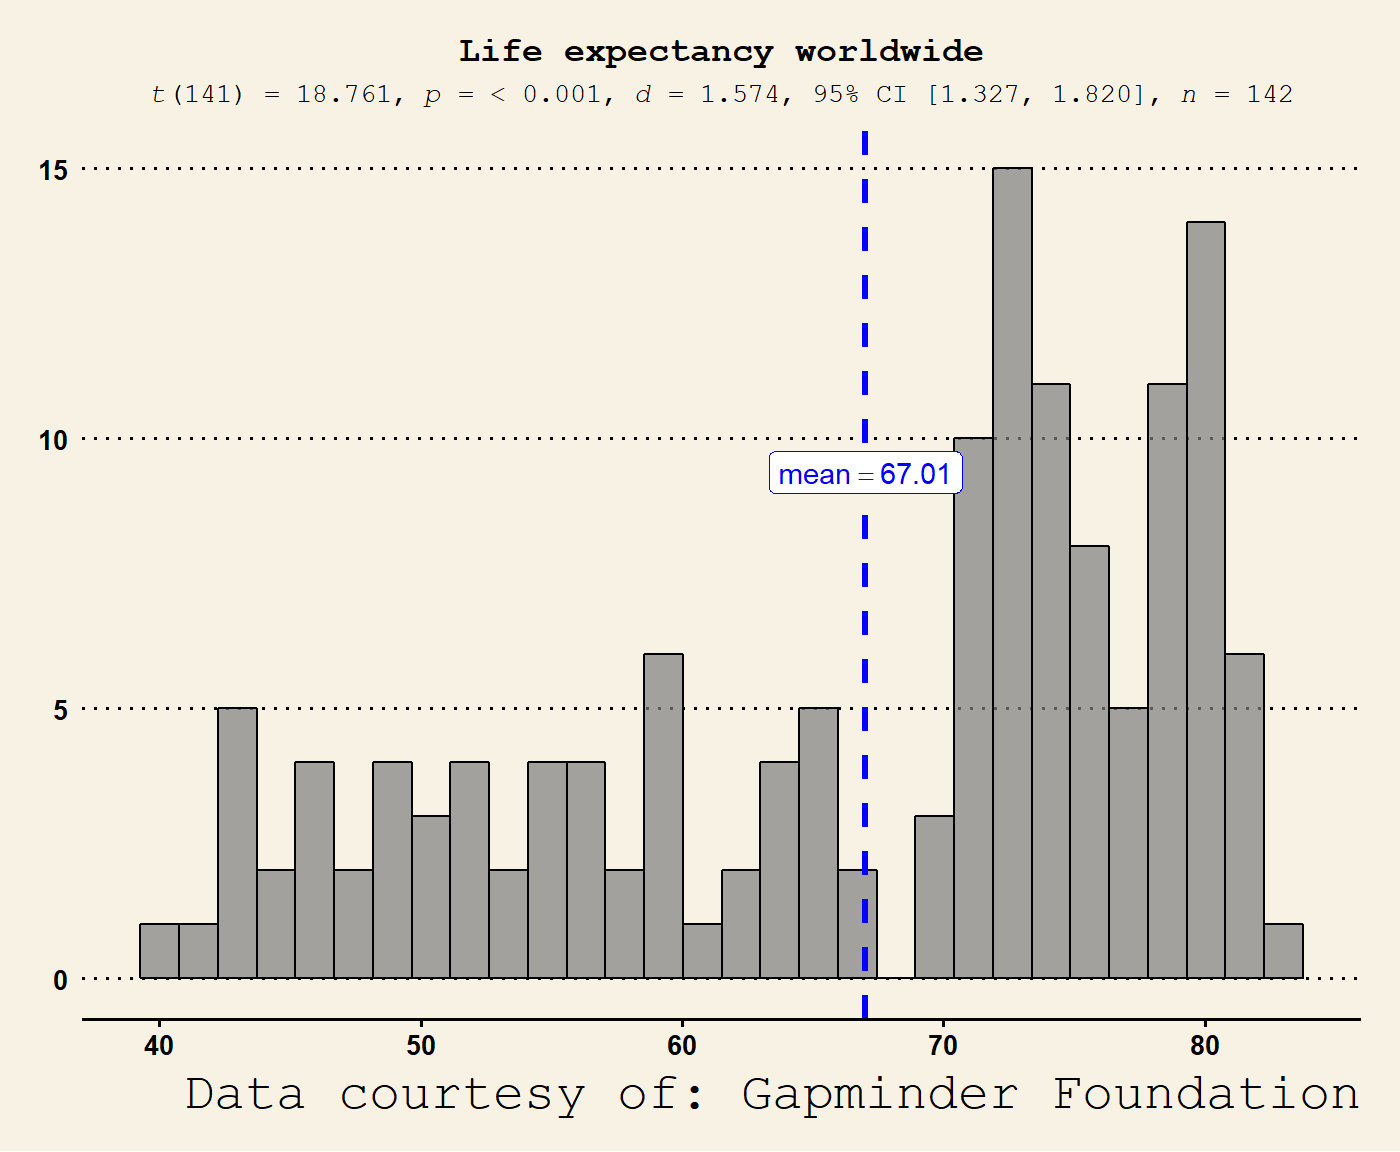 Life expectancy worldwide
t(141) = 18.761, p = < 0.001, d = 1.574, 95% CI [1.327, 1.820], n = 142
15
10
mean = 67.01
5
0
40 50 60 70 80
Data courtesy of: Gapminder Foundation